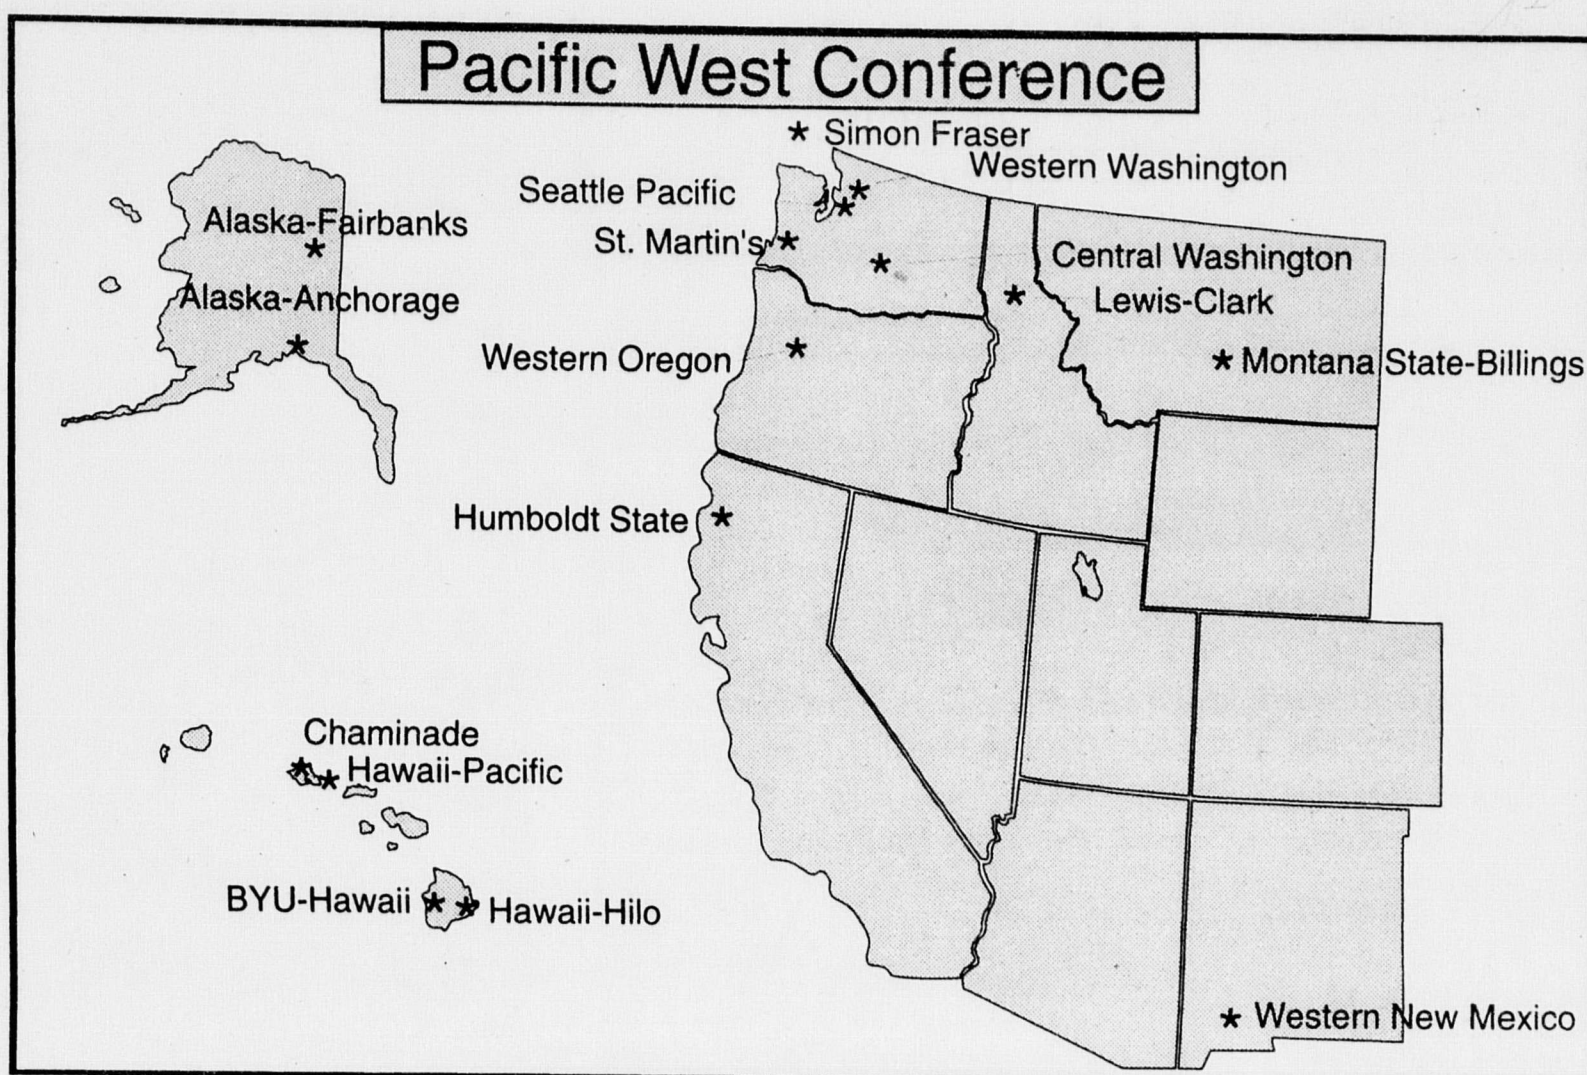 Pacific West Conference
Simon Fraser
Western Washington
Seattle Pacific
St. Martin's
Alaska-Fairbanks
Central Washington
Alaska-Anchorage
Lewis-Clark
Western Oregon
Montana State-Billings
Humboldt State
Chaminade
Hawaii-Pacific
BYU-Hawaii
Hawaii-Hilo
Western New Mexico